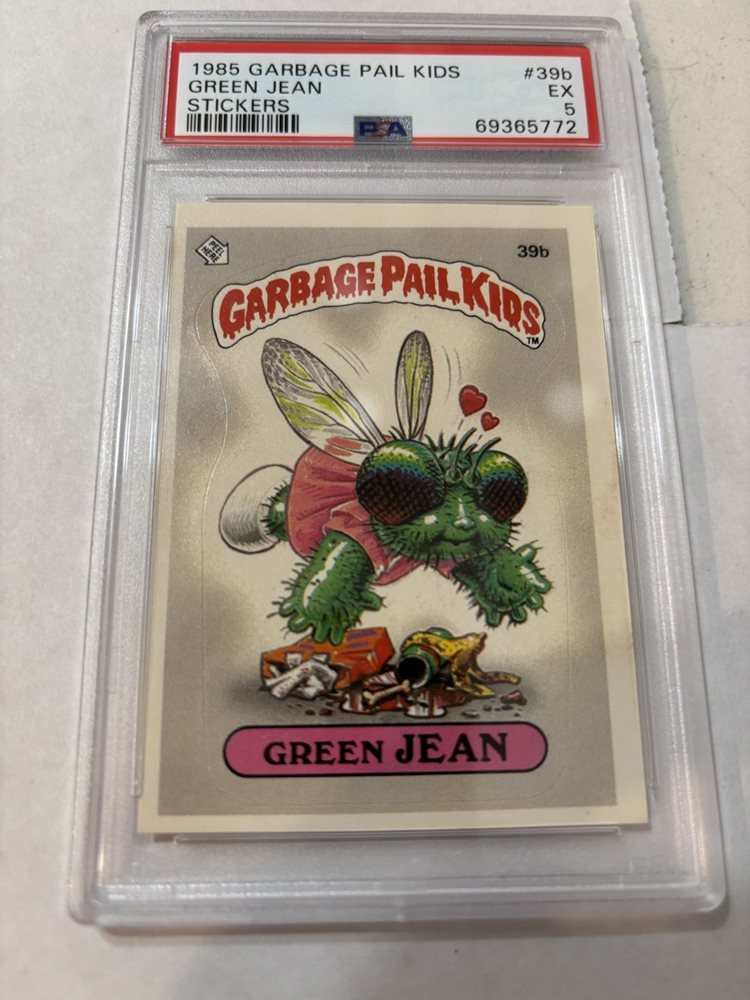 1985 GARBAGE PAIL KIDS #39b
GREEN JEAN EX
STICKERS 5
PSA 69365772
PEEL HERE
39b
GARBAGE PAIL KIDS
TM
GREEN JEAN